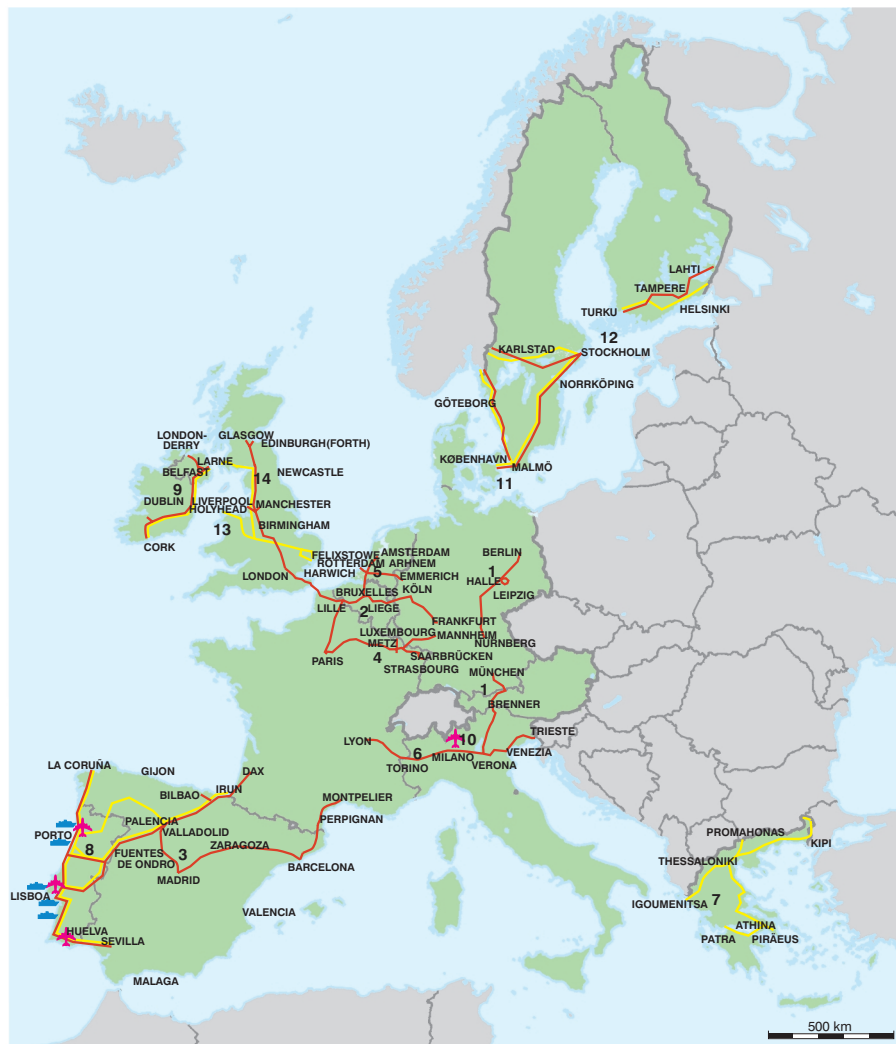 LAHTI
TAMPERE
TURKU
HELSINKI
12
KARLSTAD
STOCKHOLM
NORRKÖPING
GÖTEBORG
LONDON-
DERRY
GLASGOW
EDINBURGH(FORTH)
KØBENHAVN
MALMÖ
11
LARNE
BELFAST
NEWCASTLE
14
9
DUBLIN
LIVERPOOL
MANCHESTER
HOLYHEAD
13
BIRMINGHAM
CORK
FELIXSTOWE
AMSTERDAM
BERLIN
ROTTERDAM
ARHNEM
HARWICH
5
EMMERICH
1
HALLE
LONDON
BRUXELLES
KÖLN
LEIPZIG
LILLE
2
LIEGE
FRANKFURT
LUXEMBOURG
MANNHEIM
METZ
NÜRNBERG
PARIS
4
SAARBRÜCKEN
STRASBOURG
MÜNCHEN
1
BRENNER
LYON
10
TRIESTE
6
MILANO
VENEZIA
TORINO
VERONA
LA CORUÑA
GIJON
DAX
BILBAO
IRUN
MONTPELIER
PERPIGNAN
PALENCIA
PORTO
VALLADOLID
ZARAGOZA
8
FUENTES
DE ONDRO
3
BARCELONA
MADRID
LISBOA
VALENCIA
HUELVA
SEVILLA
MALAGA
PROMAHONAS
KIPI
THESSALONIKI
IGOUMENITSA
7
ATHINA
PATRA
PIRÄEUS
500 km